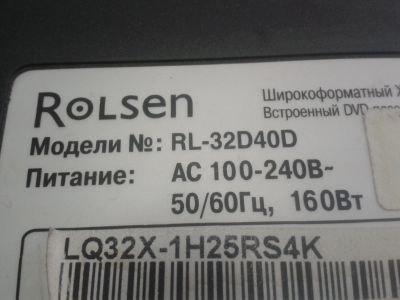 ROLSEN
Широкоформатный
Встроенный DVD
Модели №: RL-32D40D
Питание: AC 100-240В~
50/60Гц, 160Вт
LQ32X-1H25RS4K